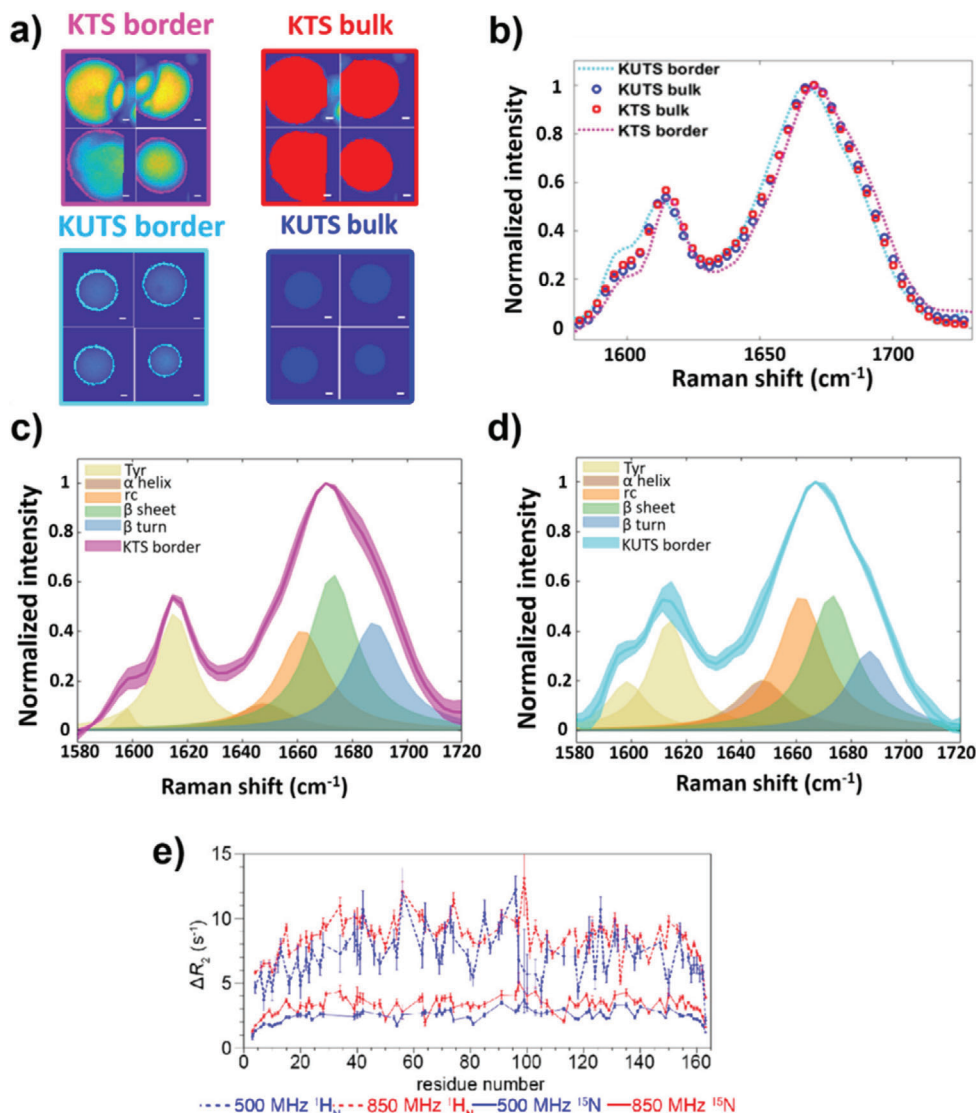 a)
KTS border
KTS bulk
KUTS border
KUTS bulk
b)
Normalized intensity
1
0.8
0.6
0.4
0.2
0
KUTS border
KUTS bulk
KTS bulk
KTS border
1600
1650
1700
Raman shift (cm⁻¹)
c)
Normalized intensity
1
0.8
0.6
0.4
0.2
0
Tyr
α helix
rc
β sheet
β turn
KTS border
1580 1600 1620 1640 1660 1680 1700 1720
Raman shift (cm⁻¹)
d)
Normalized intensity
1
0.8
0.6
0.4
0.2
0
Tyr
α helix
rc
β sheet
β turn
KUTS border
1580 1600 1620 1640 1660 1680 1700 1720
Raman shift (cm⁻¹)
e)
ΔR₂ (s⁻¹)
15
10
5
0
0 20 40 60 80 100 120 140 160
residue number
500 MHz ¹H_N 850 MHz ¹H_N 500 MHz ¹⁵N 850 MHz ¹⁵N